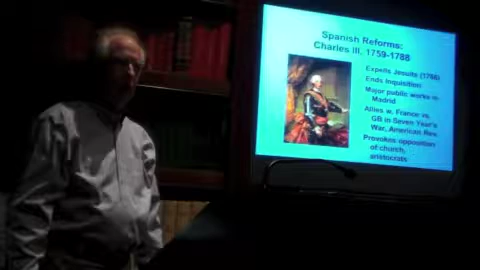 Spanish Reforms:
Charles III, 1759-1788
Expells Jesuits (1766)
Ends Inquisition:
Major public works in
Madrid
Allies w. France vs.
GB in Seven Year's
War, American Rev.
Provokes opposition
of church,
aristocrats